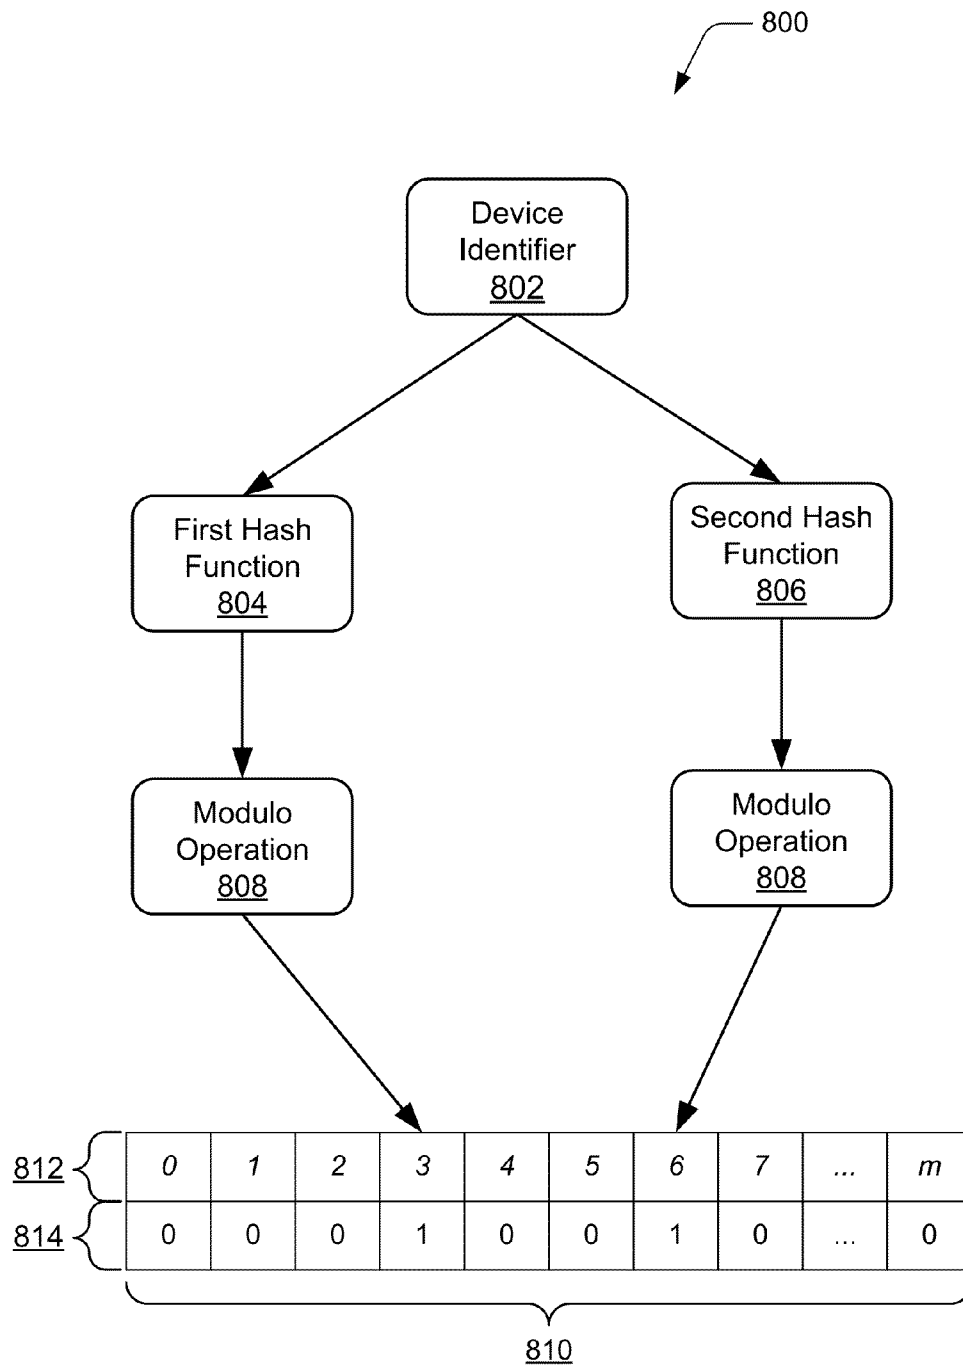 800
Device
Identifier
802
First Hash
Function
804
Second Hash
Function
806
Modulo
Operation
808
Modulo
Operation
808
812 0 1 2 3 4 5 6 7 ... m
814 0 0 0 1 0 0 1 0 ... 0
810